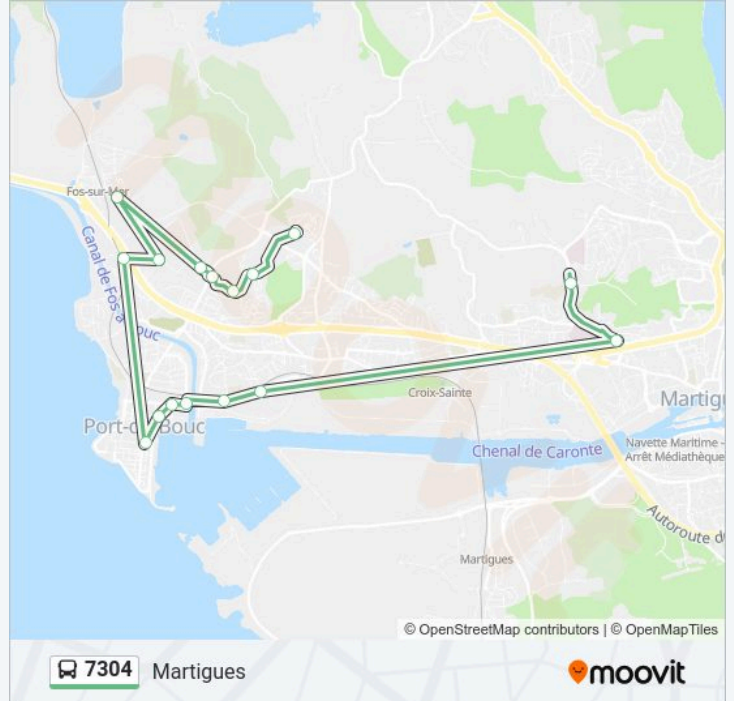 Fos-sur-Mer
Canal de Fos à Bouc
Port-de-Bouc
Croix-Sainte
Martigu
Chenal de Caronte
Navette Maritime -
Arrêt Médiathèque
Autoroute d
Martigues
© OpenStreetMap contributors | © OpenMapTiles
7304 Martigues
moovit